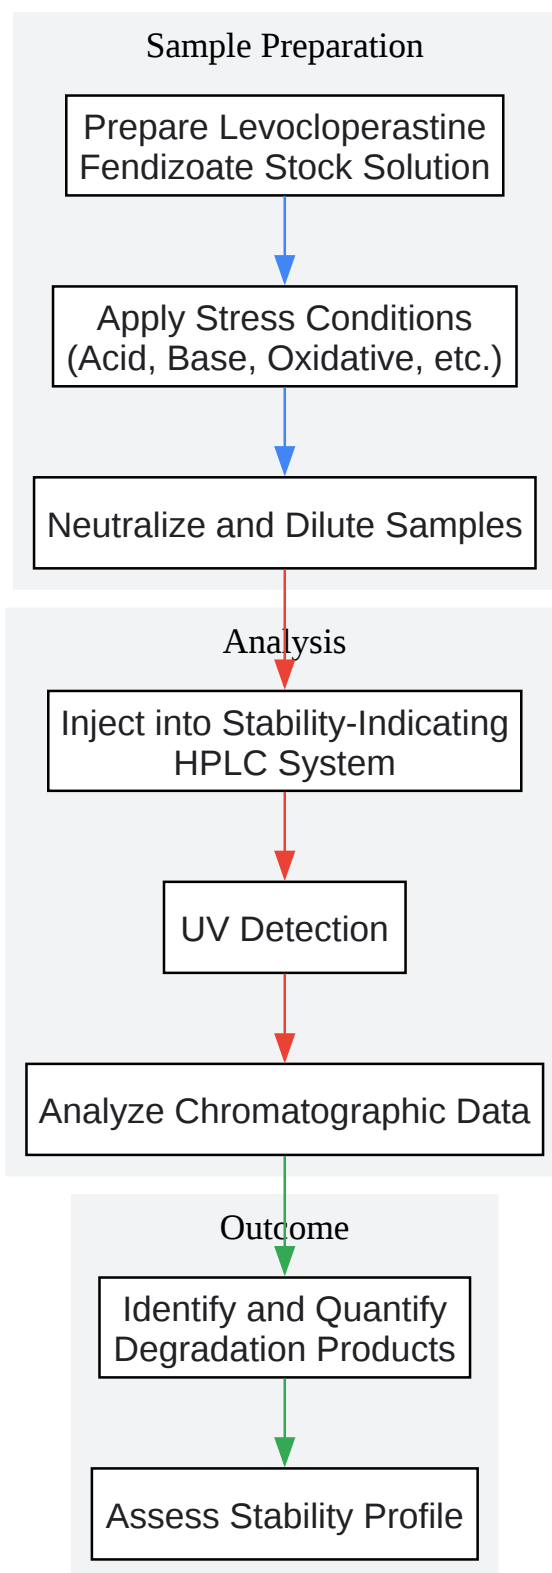 Sample Preparation
Prepare Levocloperastine
Fendizoate Stock Solution
Apply Stress Conditions
(Acid, Base, Oxidative, etc.)
Neutralize and Dilute Samples
Analysis
Inject into Stability-Indicating
HPLC System
UV Detection
Analyze Chromatographic Data
Outcome
Identify and Quantify
Degradation Products
Assess Stability Profile